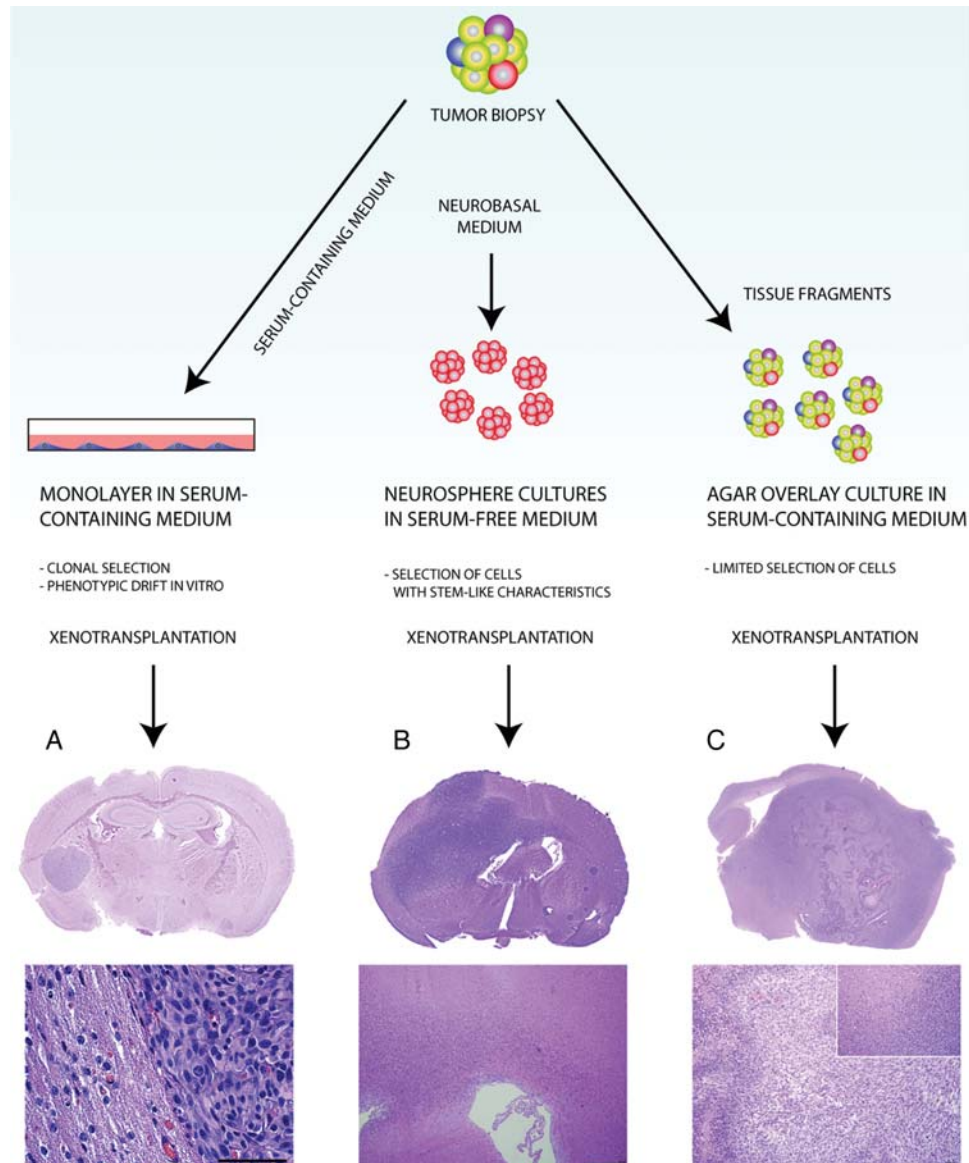 TUMOR BIOPSY
SERUM-CONTAINING MEDIUM
NEUROBASAL
MEDIUM
TISSUE FRAGMENTS
MONOLAYER IN SERUM-
CONTAINING MEDIUM
- CLONAL SELECTION
- PHENOTYPIC DRIFT IN VITRO
XENOTRANSPLANTATION
NEUROSPHERE CULTURES
IN SERUM-FREE MEDIUM
- SELECTION OF CELLS
WITH STEM-LIKE CHARACTERISTICS
XENOTRANSPLANTATION
AGAR OVERLAY CULTURE IN
SERUM-CONTAINING MEDIUM
- LIMITED SELECTION OF CELLS
XENOTRANSPLANTATION
A
B
C